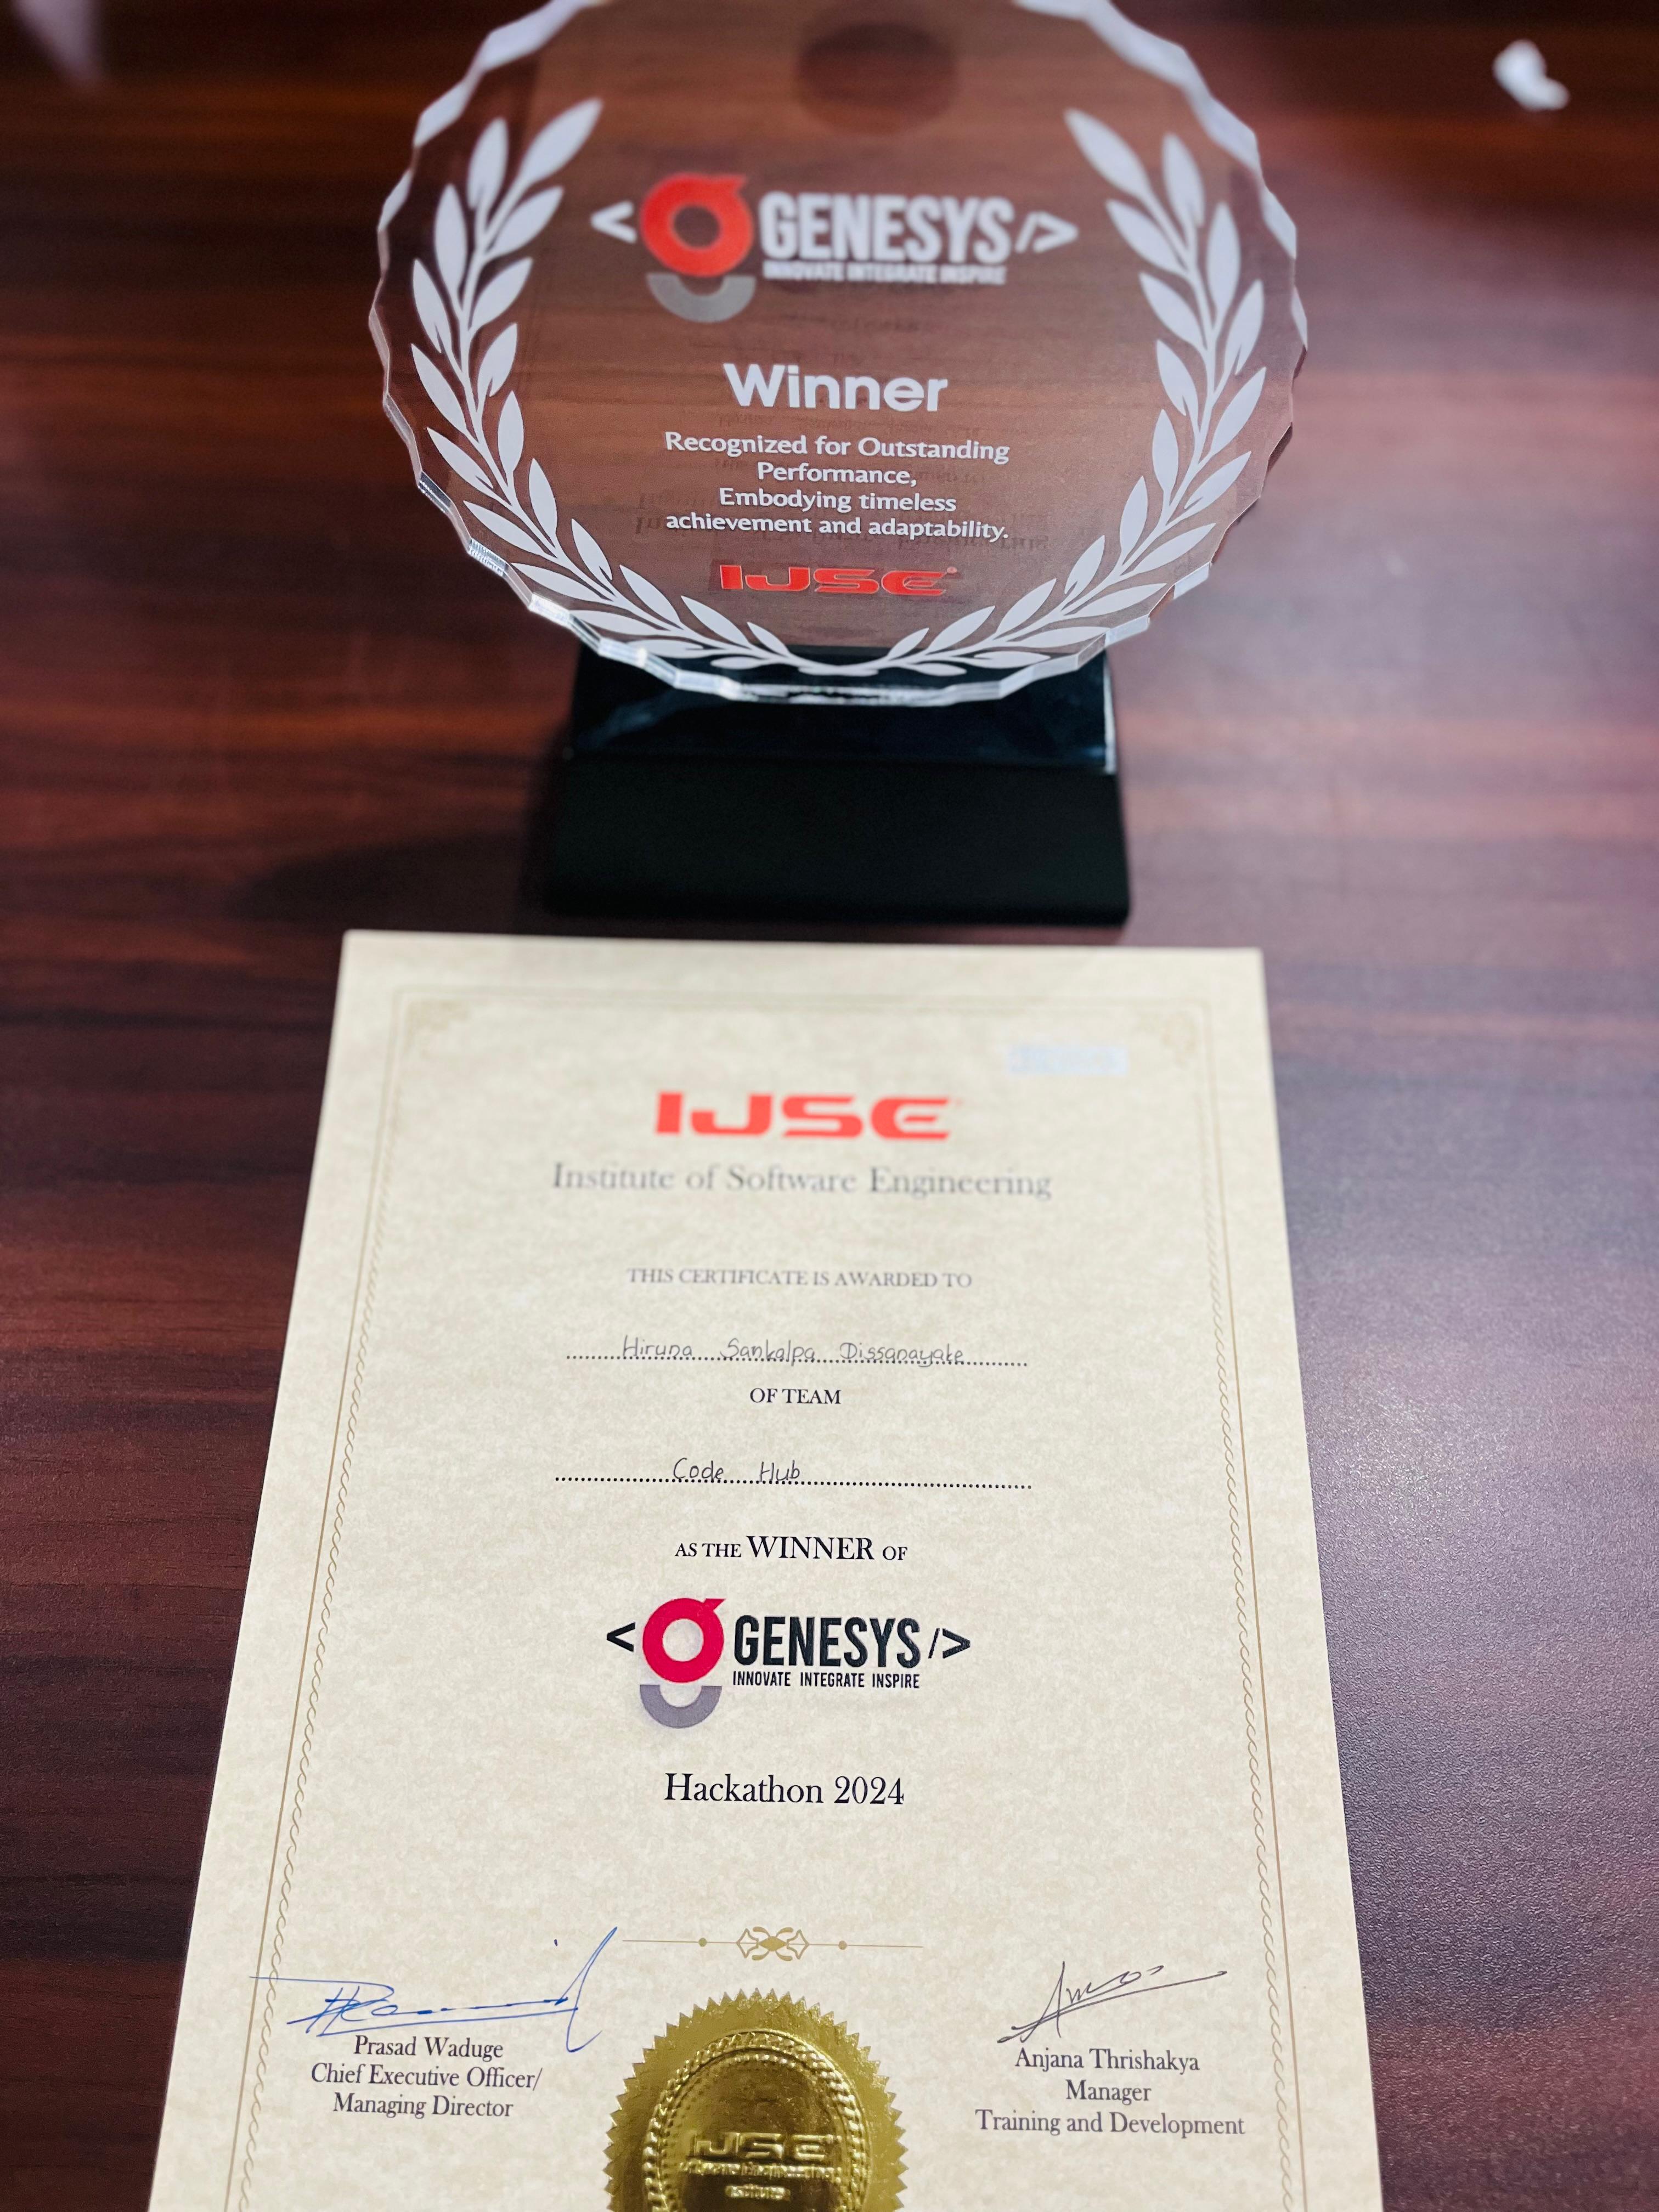 < GENESYS />
INNOVATE INTEGRATE INSPIRE
Winner
Recognized for Outstanding
Performance,
Embodying timeless
achievement and adaptability.
IJSE
IJSE
Institute of Software Engineering
THIS CERTIFICATE IS AWARDED TO
Hiruna Sankalpa Dissanayake
OF TEAM
Code Hub
AS THE WINNER OF
< GENESYS />
INNOVATE INTEGRATE INSPIRE
Hackathon 2024
Prasad Waduge
Chief Executive Officer/
Managing Director
Anjana Thrishakya
Manager
Training and Development
IJSE